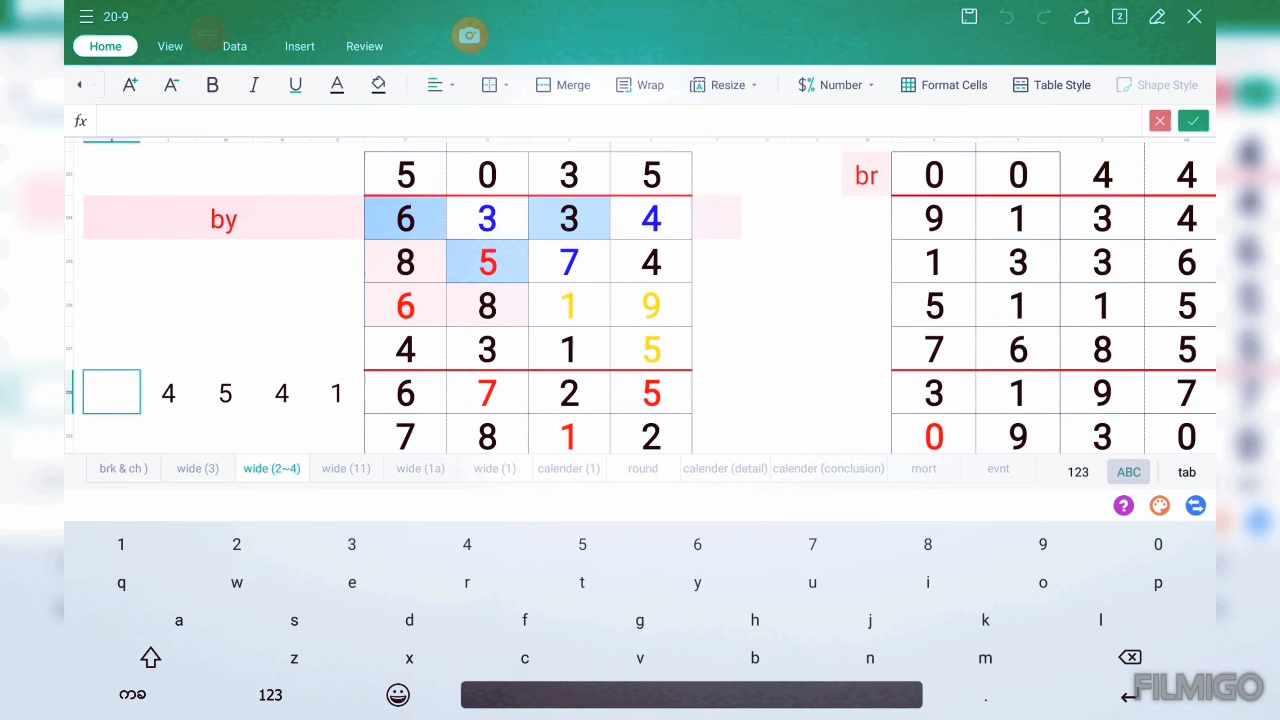 20-9
2
Home View Data Insert Review
A+ A- B I U A Merge Wrap Resize $% Number Format Cells Table Style Shape Style
fx
5 0 3 5 br 0 0 4 4
by 6 3 3 4 9 1 3 4
8 5 7 4 1 3 3 6
6 8 1 9 5 1 1 5
4 3 1 5 7 6 8 5
4 5 4 1 6 7 2 5 3 1 9 7
7 8 1 2 0 9 3 0
brk & ch ) wide (3) wide (2~4) wide (11) wide (1a) wide (1) calender (1) round calender (detail) calender (conclusion) mort evnt 123 ABC tab
?
1 2 3 4 5 6 7 8 9 0
q w e r t y u i o p
a s d f g h j k l
z x c v b n m
ကခ 123 .
FILMIGO